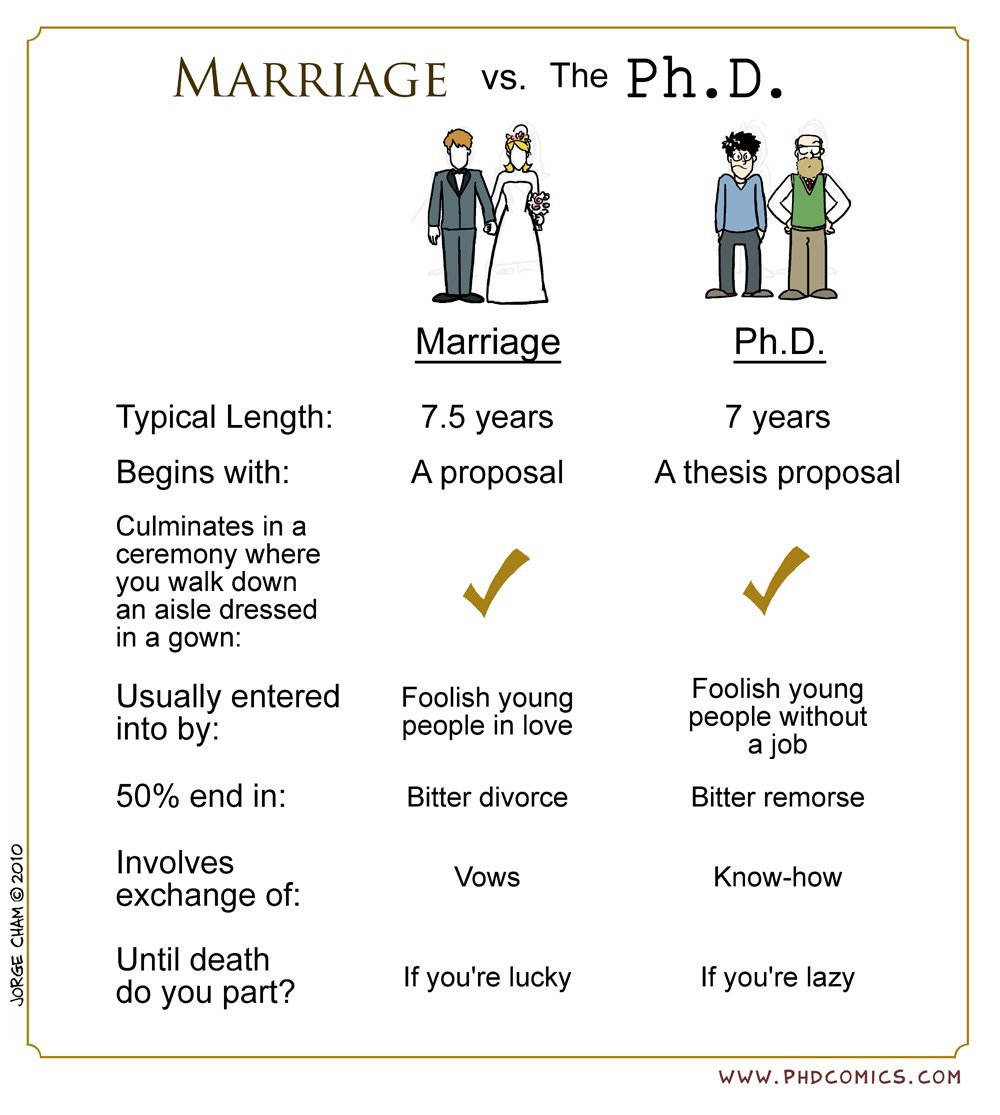 MARRIAGE vs. The Ph.D.
Marriage Ph.D.
Typical Length: 7.5 years 7 years
Begins with: A proposal A thesis proposal
Culminates in a
ceremony where
you walk down
an aisle dressed
in a gown:
Usually entered
into by:
Foolish young
people in love
Foolish young
people without
a job
50% end in: Bitter divorce Bitter remorse
Involves
exchange of:
Vows Know-how
Until death
do you part?
If you're lucky If you're lazy
JORGE CHAM © 2010
WWW.PHDCOMICS.COM